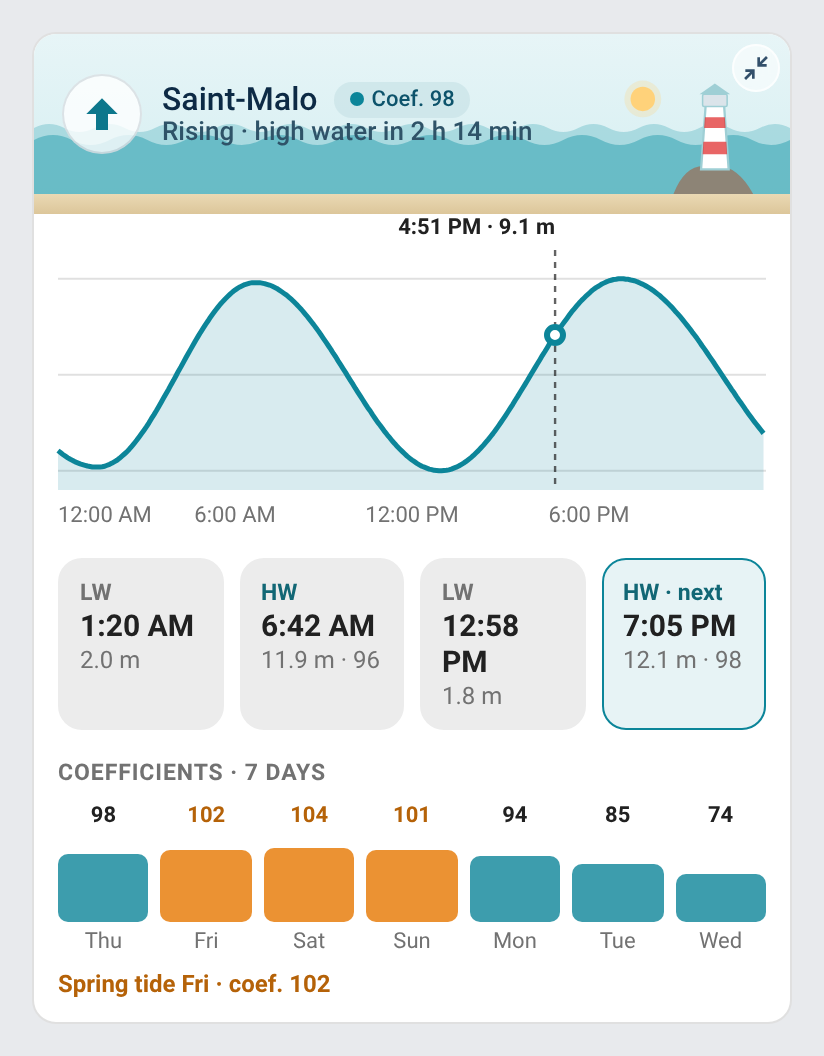 Saint-Malo
Coef. 98
Rising · high water in 2 h 14 min
4:51 PM · 9.1 m
12:00 AM 6:00 AM 12:00 PM 6:00 PM
LW
1:20 AM
2.0 m
HW
6:42 AM
11.9 m · 96
LW
12:58
PM
1.8 m
HW · next
7:05 PM
12.1 m · 98
COEFFICIENTS · 7 DAYS
98 102 104 101 94 85 74
Thu Fri Sat Sun Mon Tue Wed
Spring tide Fri · coef. 102